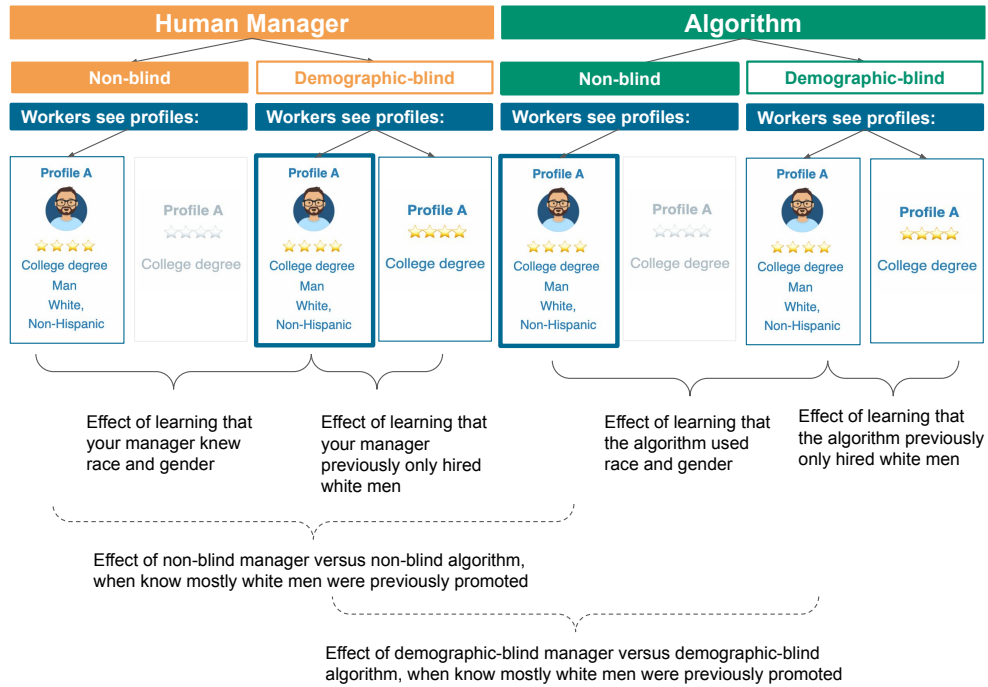 Human Manager
Algorithm
Non-blind
Demographic-blind
Non-blind
Demographic-blind
Workers see profiles:
Workers see profiles:
Workers see profiles:
Workers see profiles:
Profile A
College degree
Man
White,
Non-Hispanic
Profile A
College degree
Profile A
College degree
Man
White,
Non-Hispanic
Profile A
College degree
Profile A
College degree
Man
White,
Non-Hispanic
Profile A
College degree
Profile A
College degree
Man
White,
Non-Hispanic
Profile A
College degree
Effect of learning that
your manager knew
race and gender
Effect of learning that
your manager
previously only hired
white men
Effect of learning that
the algorithm used
race and gender
Effect of learning that
the algorithm previously
only hired white men
Effect of non-blind manager versus non-blind algorithm,
when know mostly white men were previously promoted
Effect of demographic-blind manager versus demographic-blind
algorithm, when know mostly white men were previously promoted